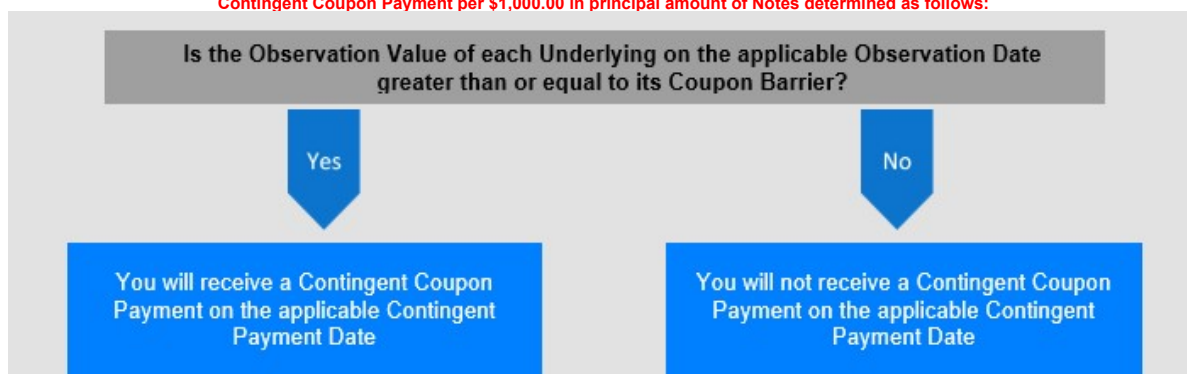 Contingent Coupon Payment per $1,000.00 in principal amount of Notes determined as follows:
Is the Observation Value of each Underlying on the applicable Observation Date
greater than or equal to its Coupon Barrier?
Yes
No
You will receive a Contingent Coupon
Payment on the applicable Contingent
Payment Date
You will not receive a Contingent Coupon
Payment on the applicable Contingent
Payment Date